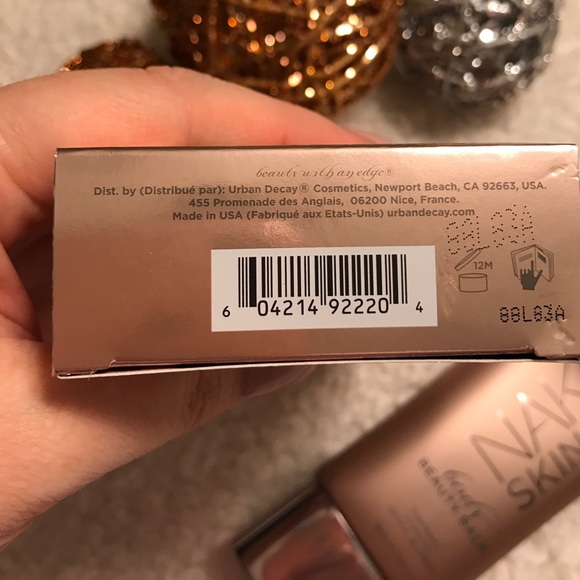 beauty with an edge®
Dist. by (Distribué par): Urban Decay® Cosmetics, Newport Beach, CA 92663, USA.
455 Promenade des Anglais, 06200 Nice, France.
Made in USA (Fabriqué aux Etats-Unis) urbandecay.com
12M
6 04214 92220 4
88L83A
NAK
SKIN
beauty
BEAUTY BALM